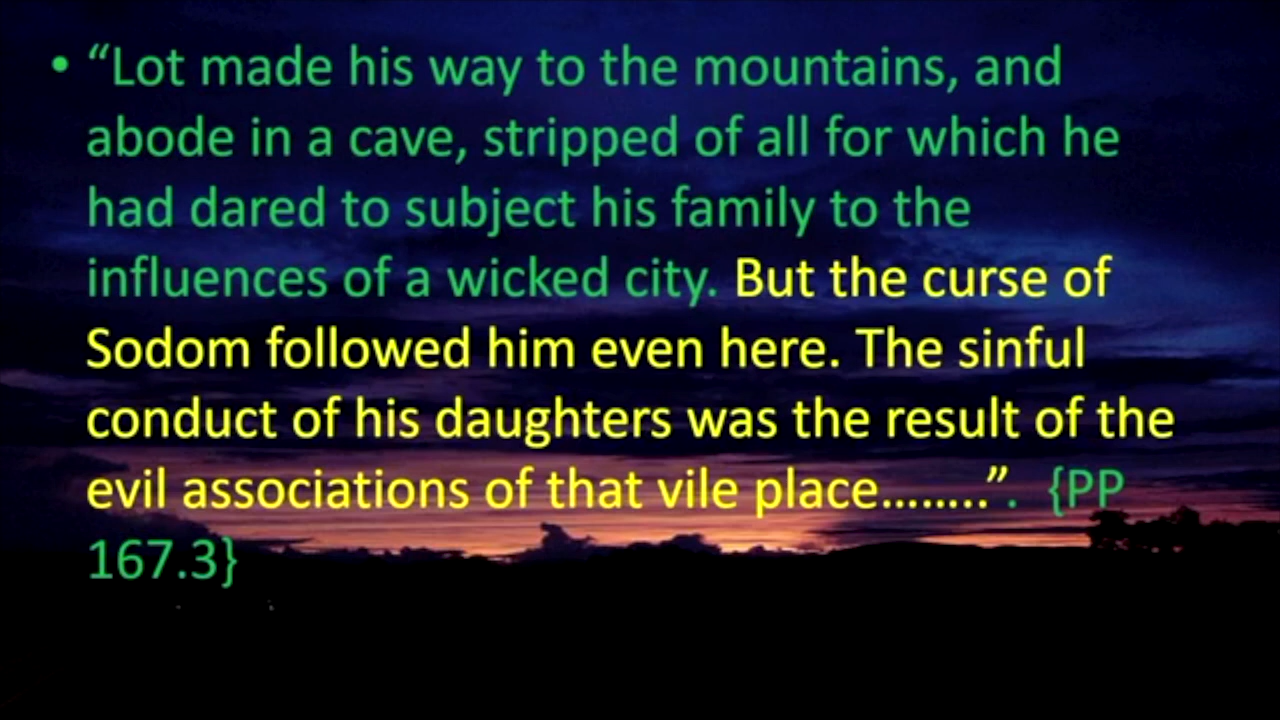 • “Lot made his way to the mountains, and
abode in a cave, stripped of all for which he
had dared to subject his family to the
influences of a wicked city. But the curse of
Sodom followed him even here. The sinful
conduct of his daughters was the result of the
evil associations of that vile place……..”.  {PP
167.3}